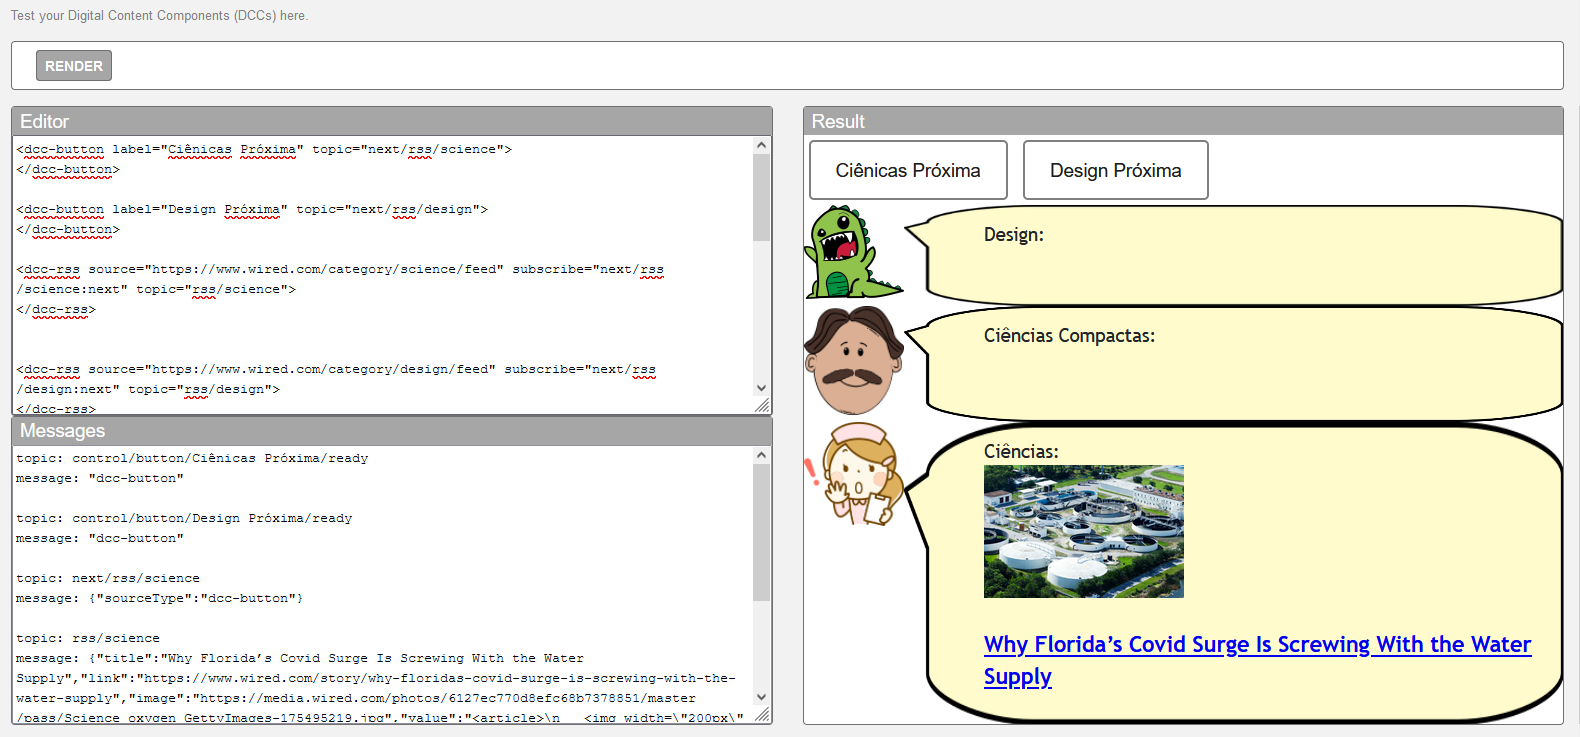 Test your Digital Content Components (DCCs) here.
RENDER
Editor
<dcc-button label="Ciênicas Próxima" topic="next/rss/science">
</dcc-button>
<dcc-button label="Design Próxima" topic="next/rss/design">
</dcc-button>
<dcc-rss source="https://www.wired.com/category/science/feed" subscribe="next/rss
/science:next" topic="rss/science">
</dcc-rss>
<dcc-rss source="https://www.wired.com/category/design/feed" subscribe="next/rss
/design:next" topic="rss/design">
</dcc-rss>
Messages
topic: control/button/Ciênicas Próxima/ready
message: "dcc-button"
topic: control/button/Design Próxima/ready
message: "dcc-button"
topic: next/rss/science
message: {"sourceType":"dcc-button"}
topic: rss/science
message: {"title":"Why Florida’s Covid Surge Is Screwing With the Water
Supply","link":"https://www.wired.com/story/why-floridas-covid-surge-is-screwing-with-the-
water-supply","image":"https://media.wired.com/photos/6127ec770d8efc68b7378851/master
/pass/Science_oxygen_GettyImages-175495219.jpg","value":"<article>\n   <img width=\"200px\"
Result
Ciênicas Próxima
Design Próxima
Design:
Ciências Compactas:
Ciências:
Why Florida’s Covid Surge Is Screwing With the Water
Supply